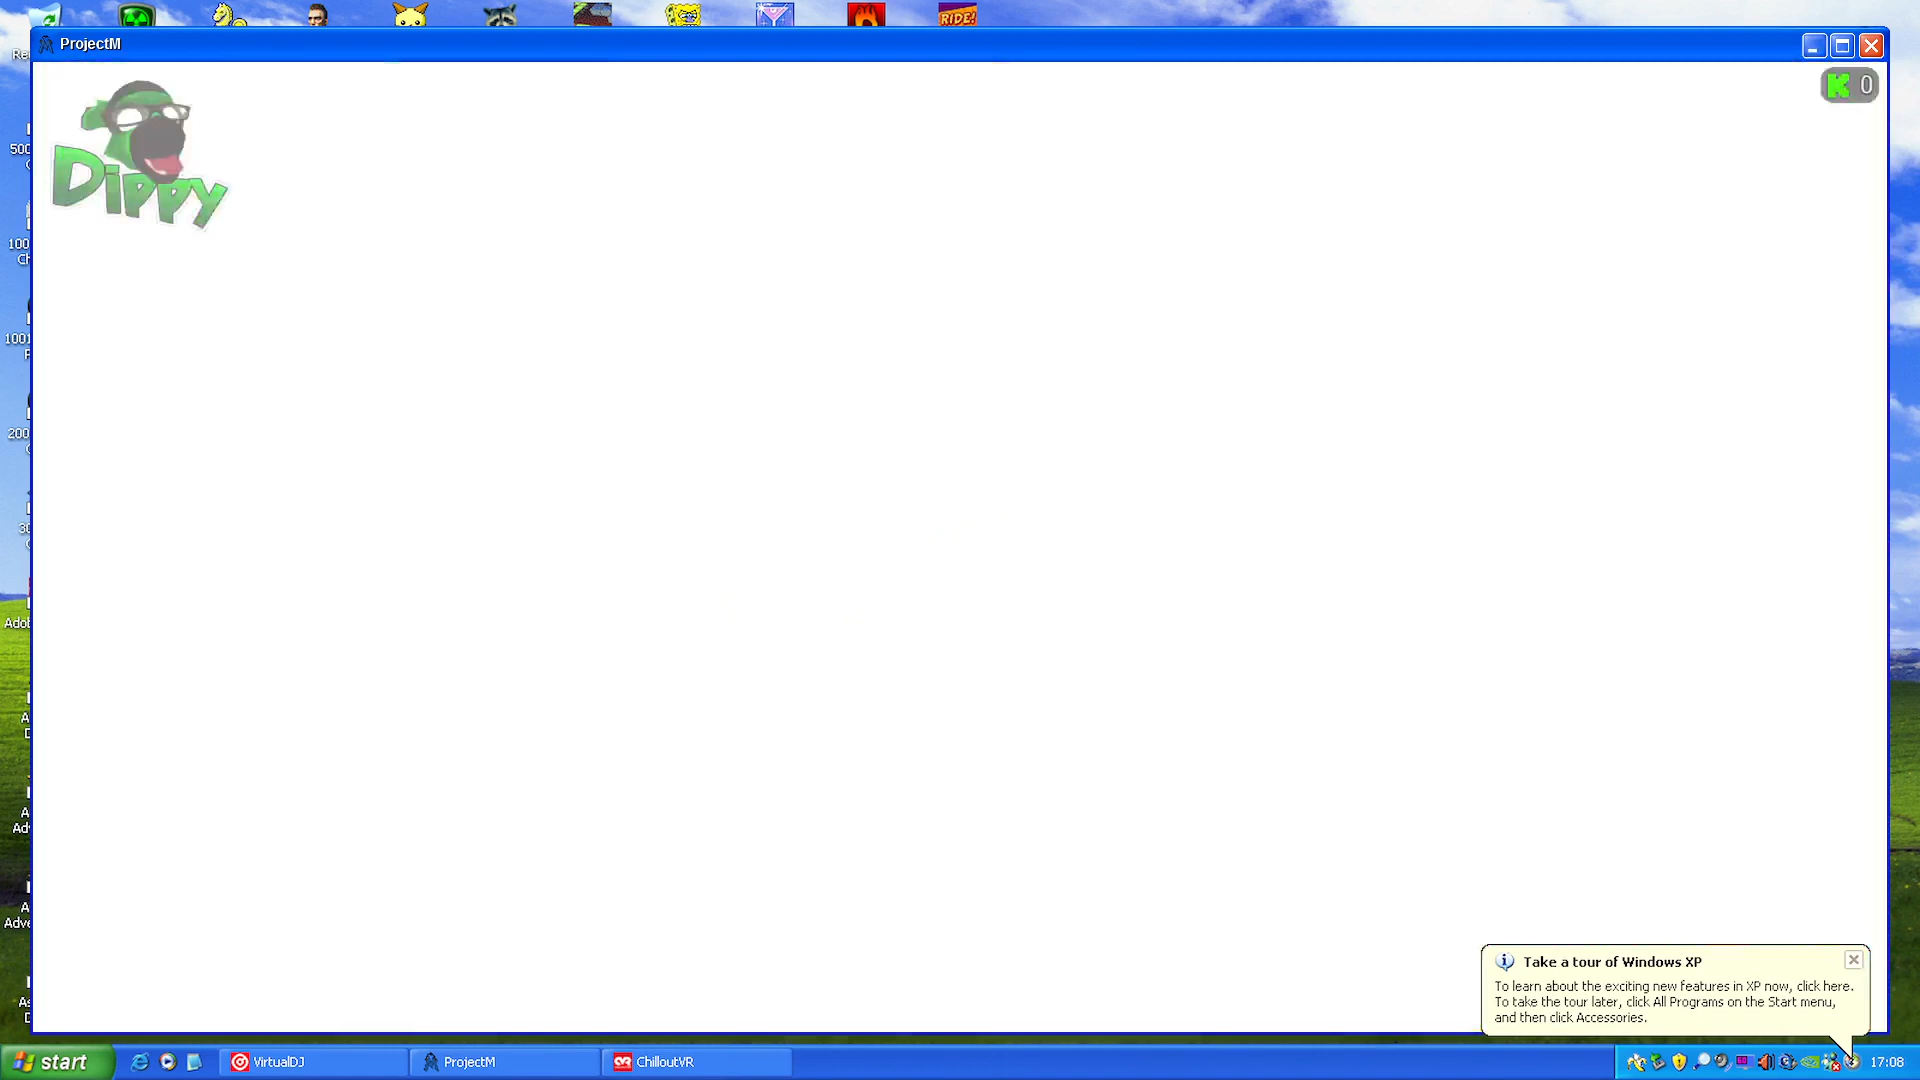 RIDE!
ProjectM
K 0
Dippy
Take a tour of Windows XP
To learn about the exciting new features in XP now, click here.
To take the tour later, click All Programs on the Start menu,
and then click Accessories.
start
VirtualDJ
ProjectM
ChilloutVR
17:08